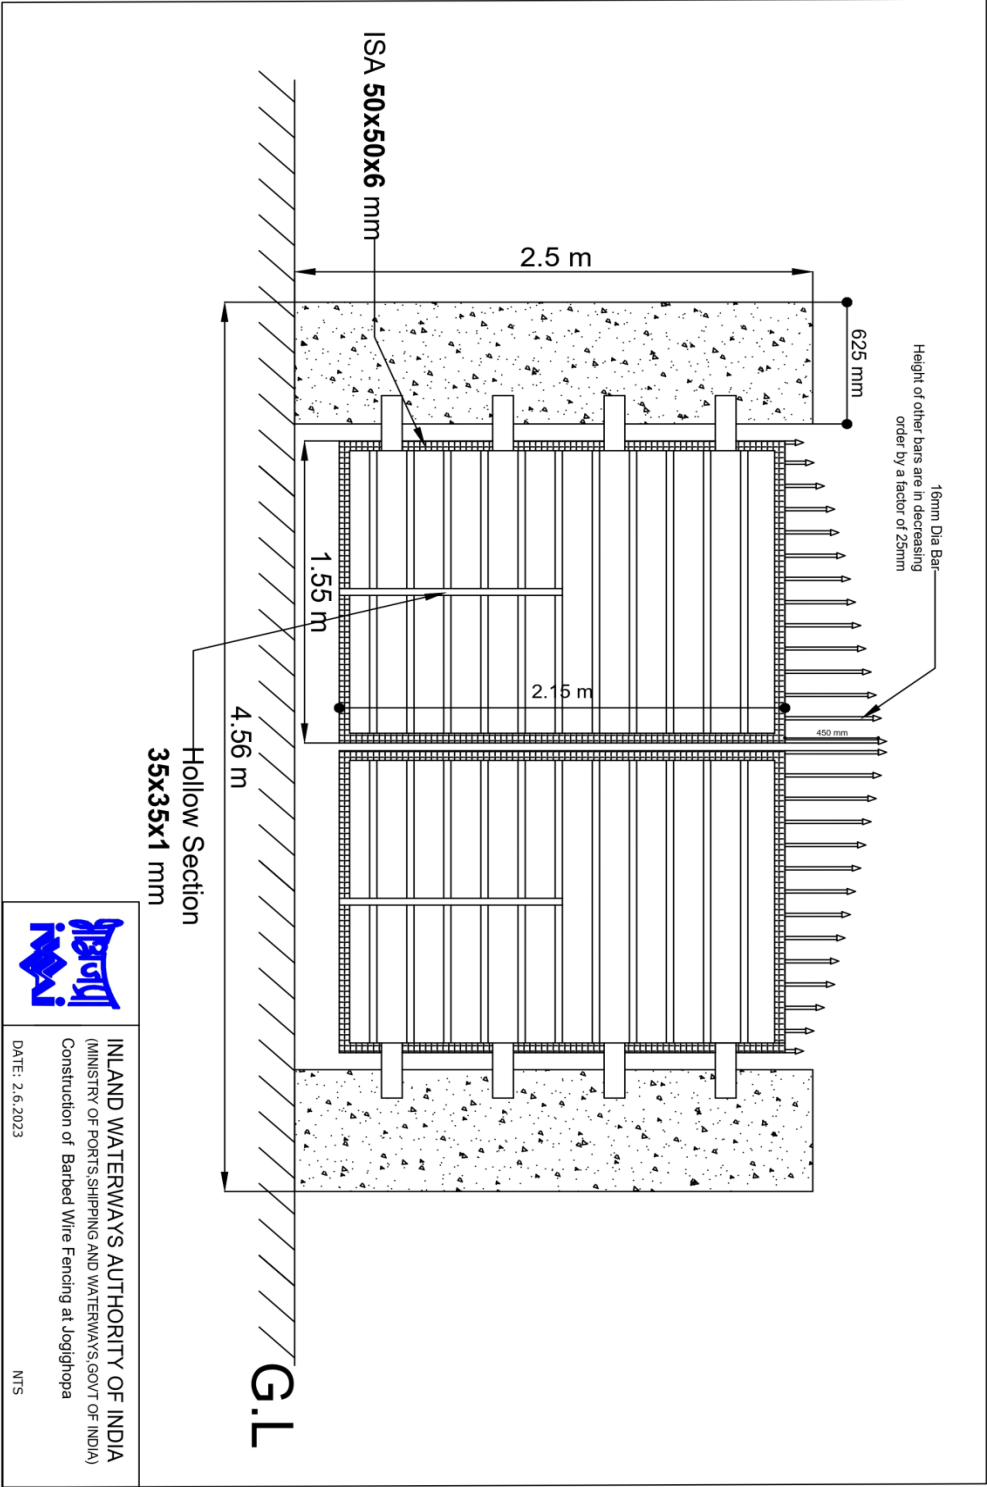 16mm Dia Bar
Height of other bars are in decreasing
order by a factor of 25mm
625 mm
2.5 m
450 mm
2.15 m
ISA 50x50x6 mm
1.55 m
4.56 m
G.L
Hollow Section
35x35x1 mm
INLAND WATERWAYS AUTHORITY OF INDIA
(MINISTRY OF PORTS,SHIPPING AND WATERWAYS,GOVT OF INDIA)
Construction of Barbed Wire Fencing at Jogighopa
DATE: 2.6.2023
NTS